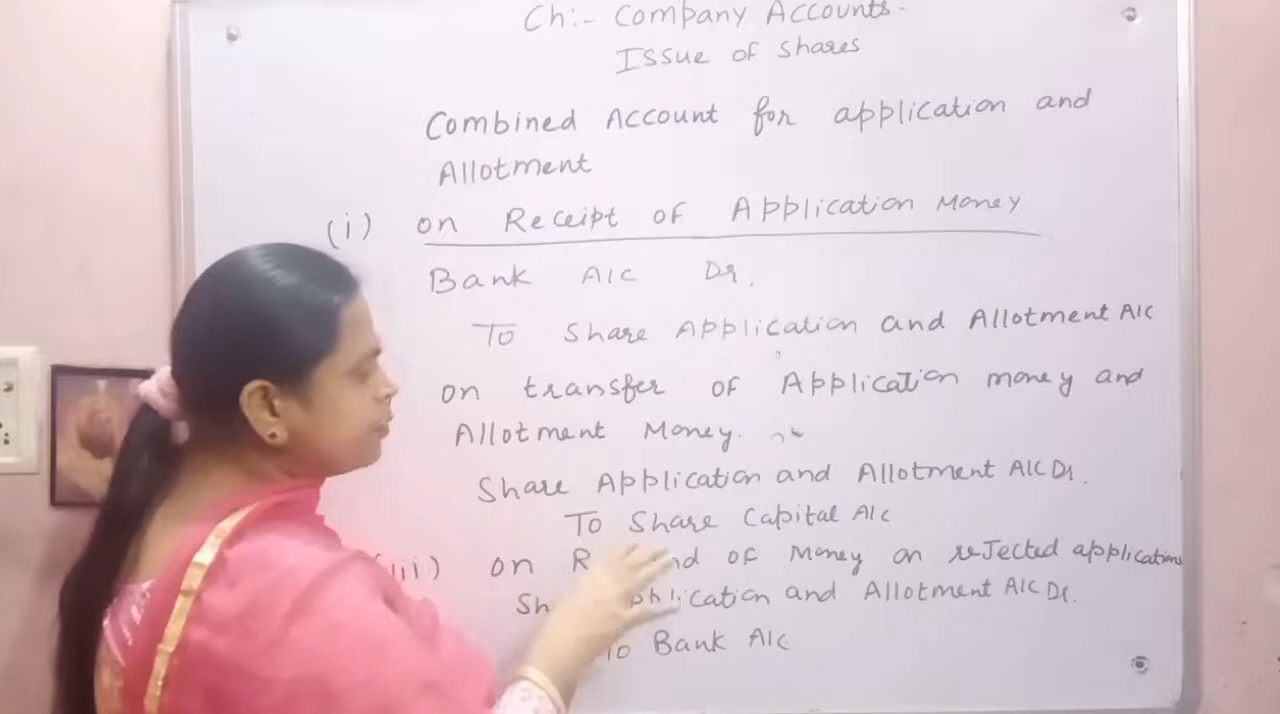 Ch:- Company Accounts-
Issue of Shares
Combined Account for application and
Allotment
(i) on Receipt of Application Money
Bank A/c Dr.
To Share Application and Allotment A/c
on transfer of Application money and
Allotment Money.
Share Application and Allotment A/c Dr.
To Share Capital A/c
on of Money on rejected applications
and Allotment A/c Dr.
To Bank A/c